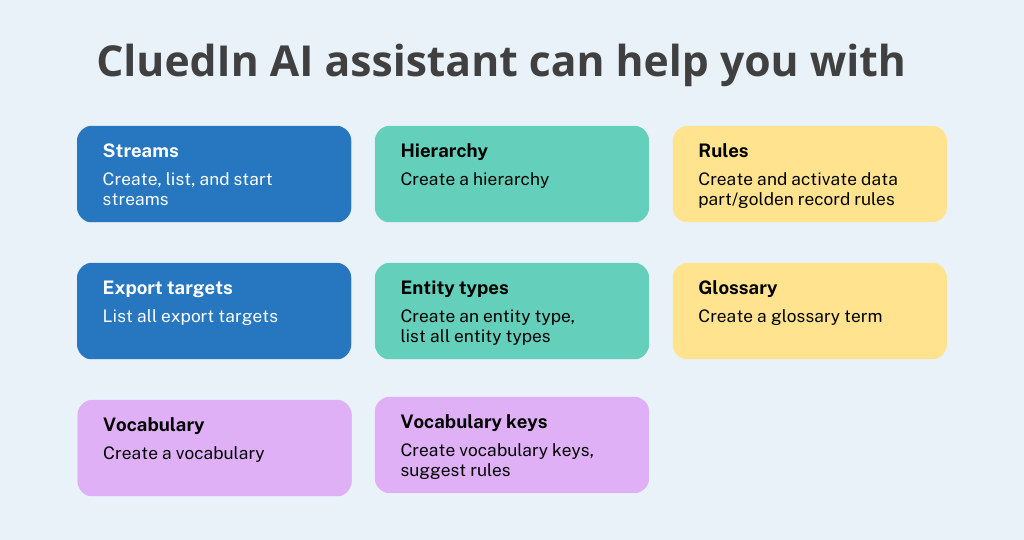 CluedIn AI assistant can help you with
Streams
Create, list, and start
streams
Hierarchy
Create a hierarchy
Rules
Create and activate data
part/golden record rules
Export targets
List all export targets
Entity types
Create an entity type,
list all entity types
Glossary
Create a glossary term
Vocabulary
Create a vocabulary
Vocabulary keys
Create vocabulary keys,
suggest rules